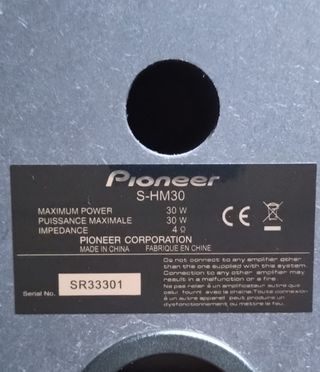 Pioneer
S-HM30
MAXIMUM POWER 30 W
PUISSANCE MAXIMALE 30 W
IMPEDANCE 4 Ω
PIONEER CORPORATION
MADE IN CHINA FABRIQUÉ EN CHINE
CE
Do not connect to any amplifier other
than the one supplied with this system.
Connection to any other amplifier may
result in a malfunction or a fire.
Ne pas relier à un amplificateur autre que
celui fourni avec la chaîne. Toute connexion
à un autre appareil peut produire un
dysfonctionnement ou mettre le feu.
Serial No. SR33301